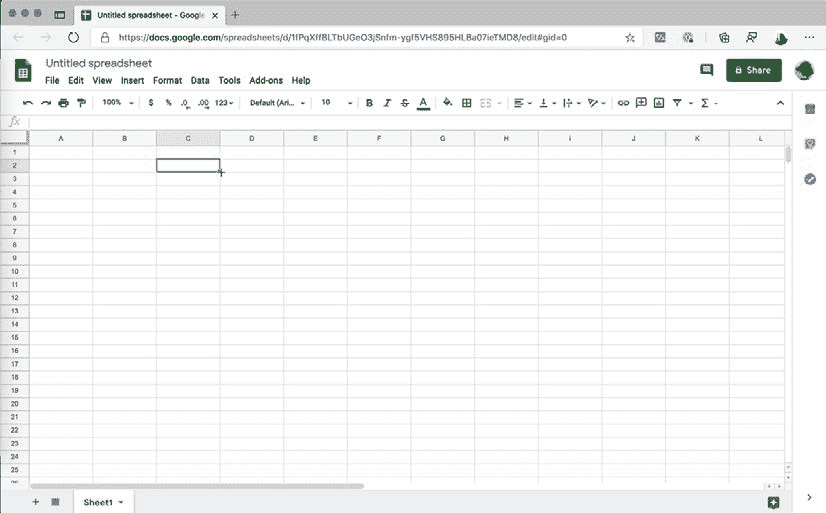 Untitled spreadsheet - Google
https://docs.google.com/spreadsheets/d/1fPqXffBLTbUGeO3jSnfm-ygf5VHS895HLBa07ieTMD8/edit#gid=0
Untitled spreadsheet
File Edit View Insert Format Data Tools Add-ons Help
Share
100% $ % .0 .00 123 Default (Ari... 10 B I S A
fx
A B C D E F G H I J K L
1
2
3
4
5
6
7
8
9
10
11
12
13
14
15
16
17
18
19
20
21
22
23
24
25
Sheet1